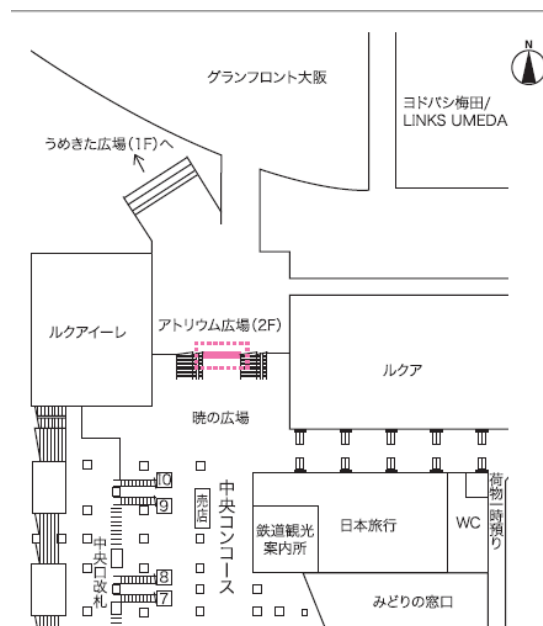 N
グランフロント大阪
ヨドバシ梅田/
LINKS UMEDA
うめきた広場(1F)へ
ルクアイーレ
アトリウム広場(2F)
ルクア
暁の広場
10
9
売店
中央コンコース
鉄道観光
案内所
日本旅行
WC
荷物一時預り
中央口改札
8
7
みどりの窓口